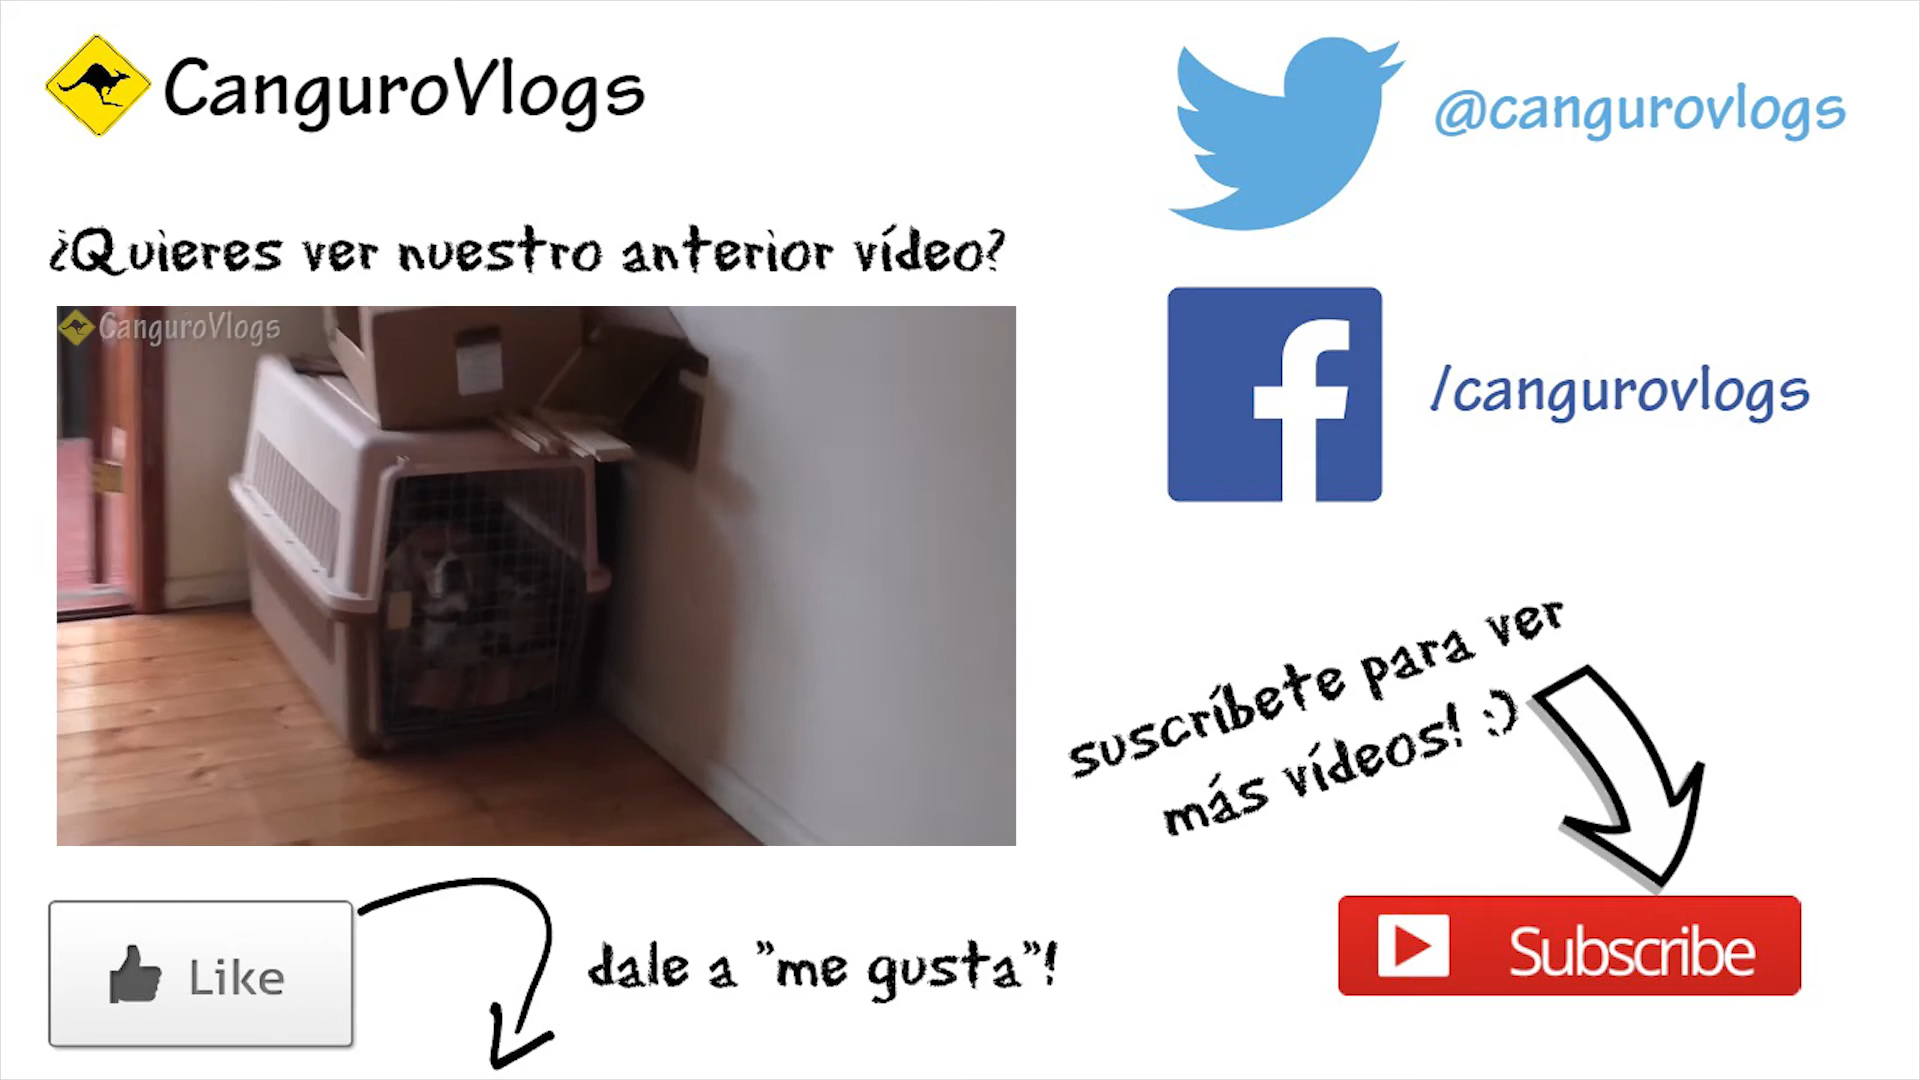 CanguroVlogs
@cangurovlogs
¿Quieres ver nuestro anterior vídeo?
CanguroVlogs
/cangurovlogs
suscríbete para ver
más vídeos! :)
Like
dale a "me gusta"!
Subscribe